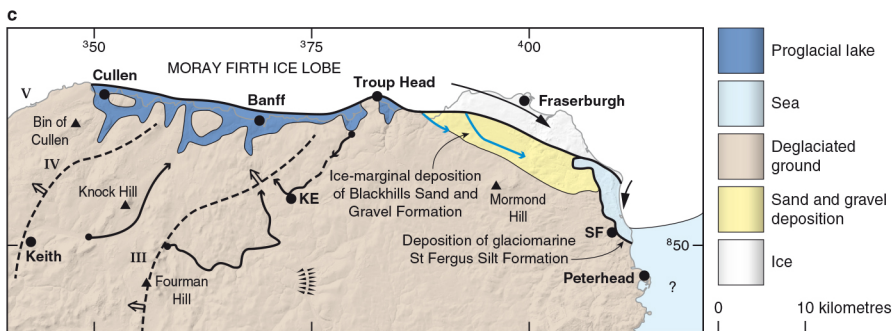 c
³50
³75
⁴00
Cullen
MORAY FIRTH ICE LOBE
Troup Head
Fraserburgh
V
Banff
Bin of
Cullen
IV
Ice-marginal deposition
of Blackhills Sand and
Gravel Formation
Knock Hill
KE
Mormond
Hill
Keith
III
Deposition of glaciomarine
St Fergus Silt Formation
SF
⁸50
Fourman
Hill
Peterhead
?
Proglacial lake
Sea
Deglaciated
ground
Sand and gravel
deposition
Ice
0
10 kilometres